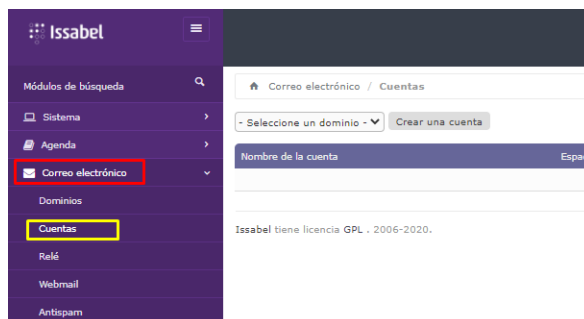 Issabel
Módulos de búsqueda
Sistema
Agenda
Correo electrónico
Dominios
Cuentas
Relé
Webmail
Antispam
Correo electrónico / Cuentas
- Seleccione un dominio - Crear una cuenta
Nombre de la cuenta Espa
Issabel tiene licencia GPL . 2006-2020.